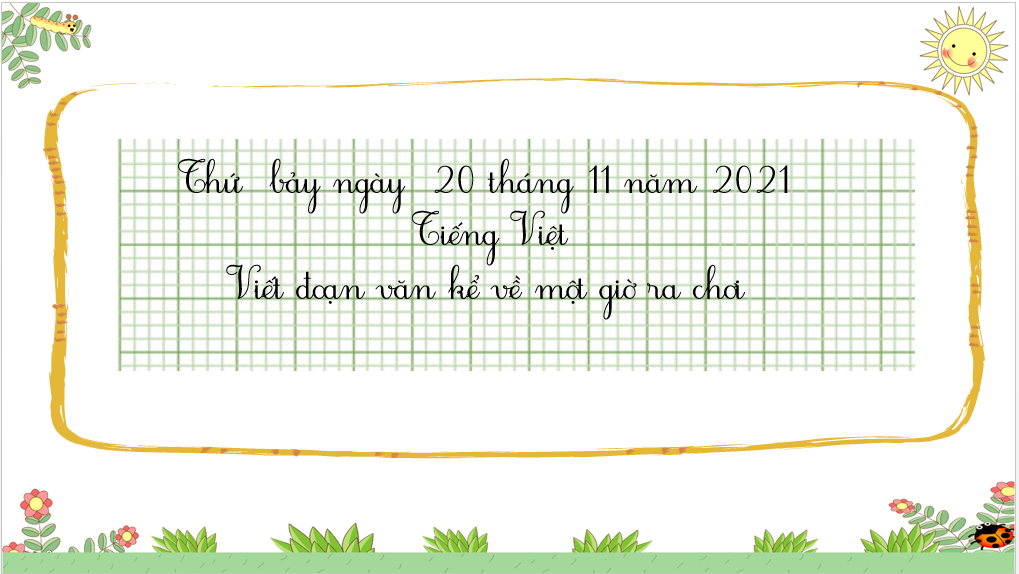 Thứ bảy ngày 20 tháng 11 năm 2021
Tiếng Việt
Viết đoạn văn kể về một giờ ra chơi